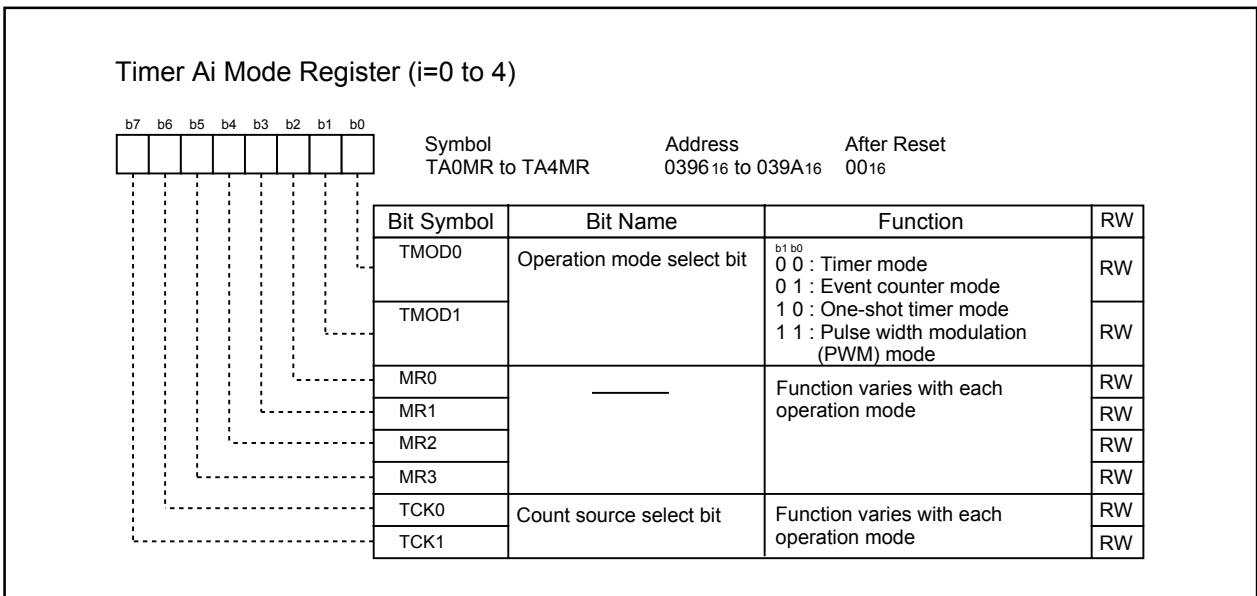 Timer Ai Mode Register (i=0 to 4)
b7 b6 b5 b4 b3 b2 b1 b0
Symbol Address After Reset
TA0MR to TA4MR 039616 to 039A16 0016
Bit Symbol Bit Name Function RW
TMOD0 Operation mode select bit b1 b0
0 0 : Timer mode RW
0 1 : Event counter mode
TMOD1 1 0 : One-shot timer mode
1 1 : Pulse width modulation RW
(PWM) mode
MR0 Function varies with each RW
MR1 operation mode RW
MR2 RW
MR3 RW
TCK0 Count source select bit Function varies with each RW
TCK1 operation mode RW